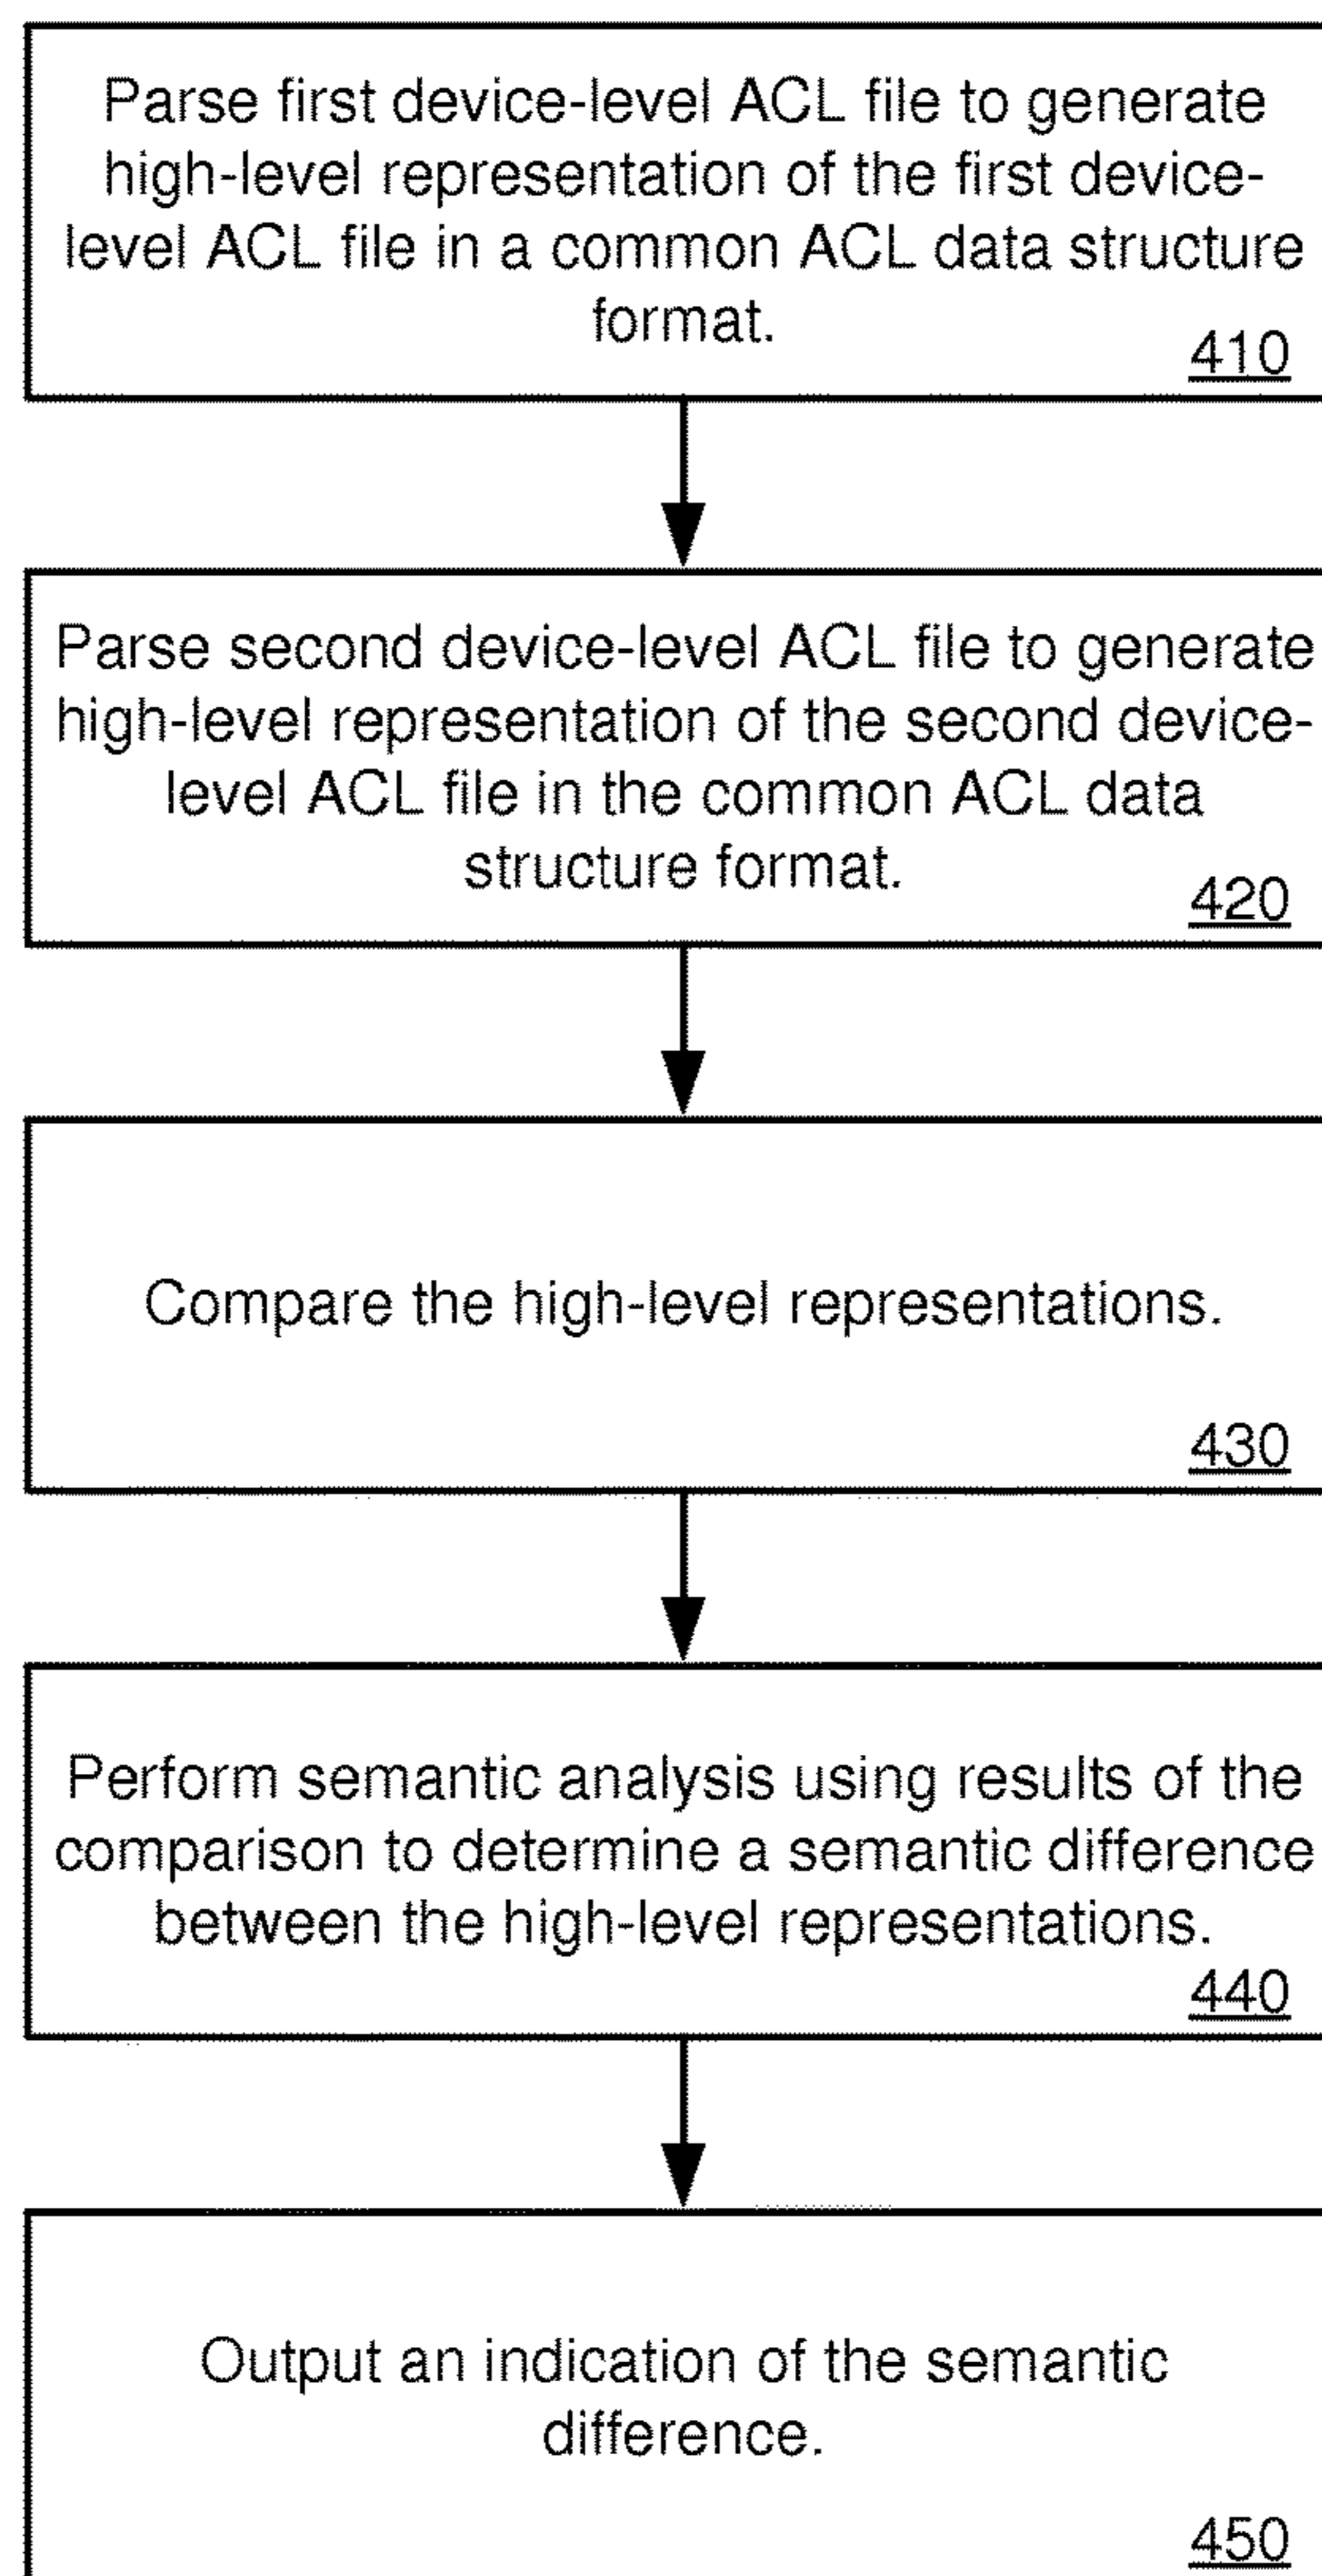 Parse first device-level ACL file to generate
high-level representation of the first device-
level ACL file in a common ACL data structure
format.
410
Parse second device-level ACL file to generate
high-level representation of the second device-
level ACL file in the common ACL data
structure format.
420
Compare the high-level representations.
430
Perform semantic analysis using results of the
comparison to determine a semantic difference
between the high-level representations.
440
Output an indication of the semantic
difference.
450